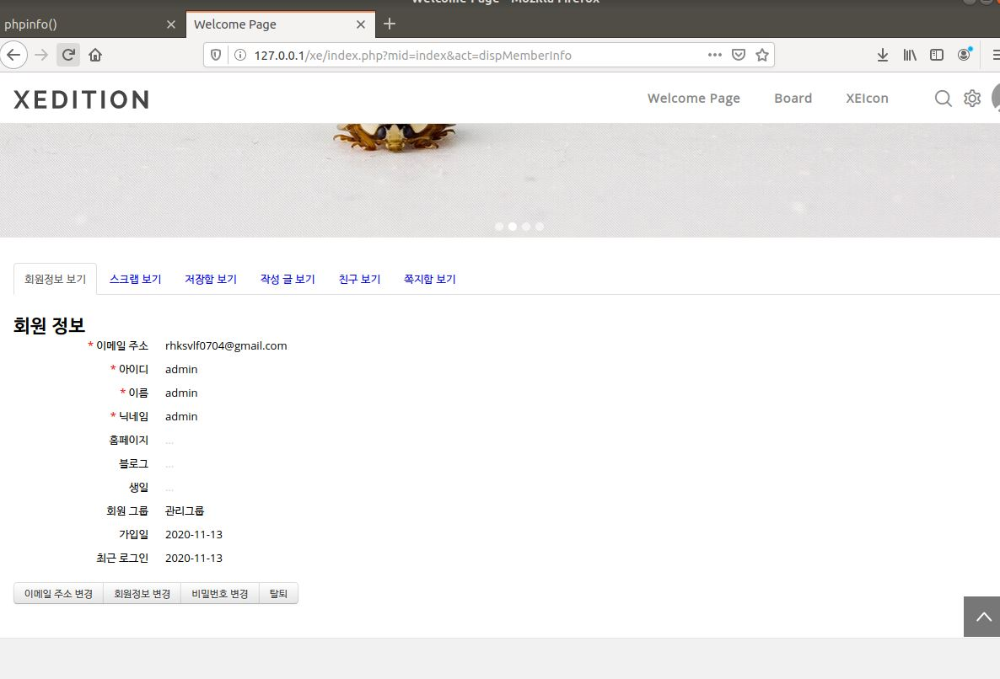 Welcome Page - Mozilla Firefox
phpinfo()
Welcome Page
127.0.0.1/xe/index.php?mid=index&act=dispMemberInfo
XEDITION
Welcome Page Board XEIcon
회원정보 보기 스크랩 보기 저장함 보기 작성 글 보기 친구 보기 쪽지함 보기
회원 정보
* 이메일 주소 rhksvlf0704@gmail.com
* 아이디 admin
* 이름 admin
* 닉네임 admin
홈페이지 ...
블로그 ...
생일 ...
회원 그룹 관리그룹
가입일 2020-11-13
최근 로그인 2020-11-13
이메일 주소 변경 회원정보 변경 비밀번호 변경 탈퇴